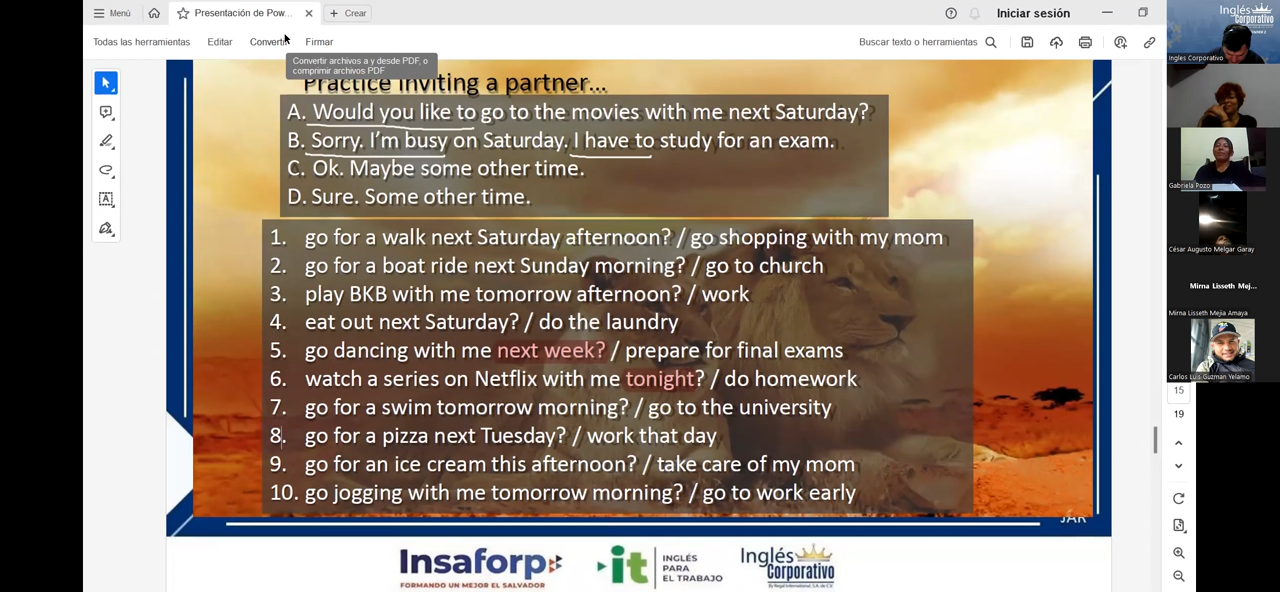 Menú
Presentación de Pow...
Crear
Iniciar sesión
Todas las herramientas
Editar
Convertir
Firmar
Buscar texto o herramientas
Convertir archivos a y desde PDF, o
comprimir archivos PDF
Practice inviting a partner...
A. Would you like to go to the movies with me next Saturday?
B. Sorry. I'm busy on Saturday. I have to study for an exam.
C. Ok. Maybe some other time.
D. Sure. Some other time.
1. go for a walk next Saturday afternoon? / go shopping with my mom
2. go for a boat ride next Sunday morning? / go to church
3. play BKB with me tomorrow afternoon? / work
4. eat out next Saturday? / do the laundry
5. go dancing with me next week? / prepare for final exams
6. watch a series on Netflix with me tonight? / do homework
7. go for a swim tomorrow morning? / go to the university
8. go for a pizza next Tuesday? / work that day
9. go for an ice cream this afternoon? / take care of my mom
10. go jogging with me tomorrow morning? / go to work early
JAR
Insaforp
FORMANDO UN MEJOR EL SALVADOR
it
INGLÉS
PARA
EL TRABAJO
Inglés
Corporativo
By Regal International, S.A. de C.V.
Inglés
Corporativo
Ingles Corporativo
Gabriela Pozo
César Augusto Melgar Garay
Mirna Lisseth Mej...
Mirna Lisseth Mejia Amaya
Carlos Luis Guzman Yelamo
15
19